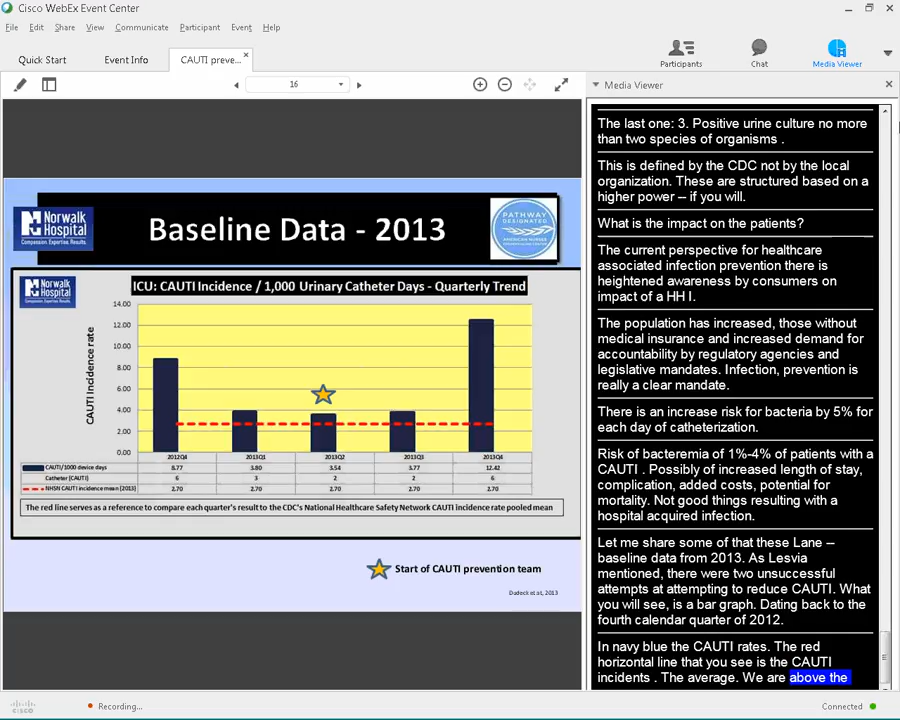 Cisco WebEx Event Center
File Edit Share View Communicate Participant Event Help
Quick Start Event Info CAUTI preve...
Participants Chat Media Viewer
16
Media Viewer
Norwalk
Hospital
Compassion. Expertise. Results.
Baseline Data - 2013
PATHWAY
DESIGNATED
AMERICAN NURSES
CREDENTIALING CENTER
Norwalk
Hospital
ICU: CAUTI Incidence / 1,000 Urinary Catheter Days - Quarterly Trend
CAUTI Incidence rate
14.00
12.00
10.00
8.00
6.00
4.00
2.00
0.00
2012Q4 2013Q1 2013Q2 2013Q3 2013Q4
CAUTI/1000 device days 8.77 3.80 3.54 3.77 12.42
Catheter (CAUTI) 6 3 2 2 6
NHSN CAUTI incidence mean (2013) 2.70 2.70 2.70 2.70 2.70
The red line serves as a reference to compare each quarter's result to the CDC's National Healthcare Safety Network CAUTI incidence rate pooled mean
Start of CAUTI prevention team
Dudeck et al, 2013
The last one: 3. Positive urine culture no more
than two species of organisms .
This is defined by the CDC not by the local
organization. These are structured based on a
higher power -- if you will.
What is the impact on the patients?
The current perspective for healthcare
associated infection prevention there is
heightened awareness by consumers on
impact of a HH I.
The population has increased, those without
medical insurance and increased demand for
accountability by regulatory agencies and
legislative mandates. Infection, prevention is
really a clear mandate.
There is an increase risk for bacteria by 5% for
each day of catheterization.
Risk of bacteremia of 1%-4% of patients with a
CAUTI . Possibly of increased length of stay,
complication, added costs, potential for
mortality. Not good things resulting with a
hospital acquired infection.
Let me share some of that these Lane --
baseline data from 2013. As Lesvia
mentioned, there were two unsuccessful
attempts at attempting to reduce CAUTI. What
you will see, is a bar graph. Dating back to the
fourth calendar quarter of 2012.
In navy blue the CAUTI rates. The red
horizontal line that you see is the CAUTI
incidents . The average. We are above the
cisco
Recording...
Connected